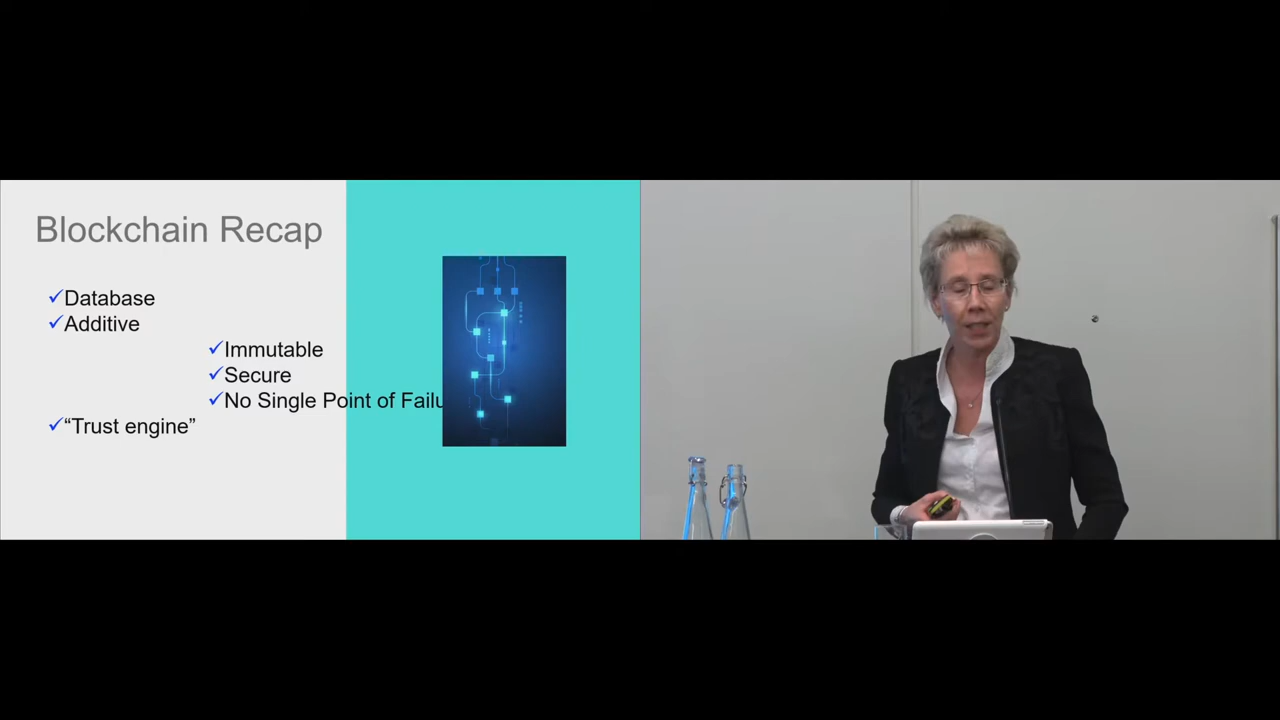 Blockchain Recap
✓Database
✓Additive
✓Immutable
✓Secure
✓No Single Point of Failu
✓“Trust engine”